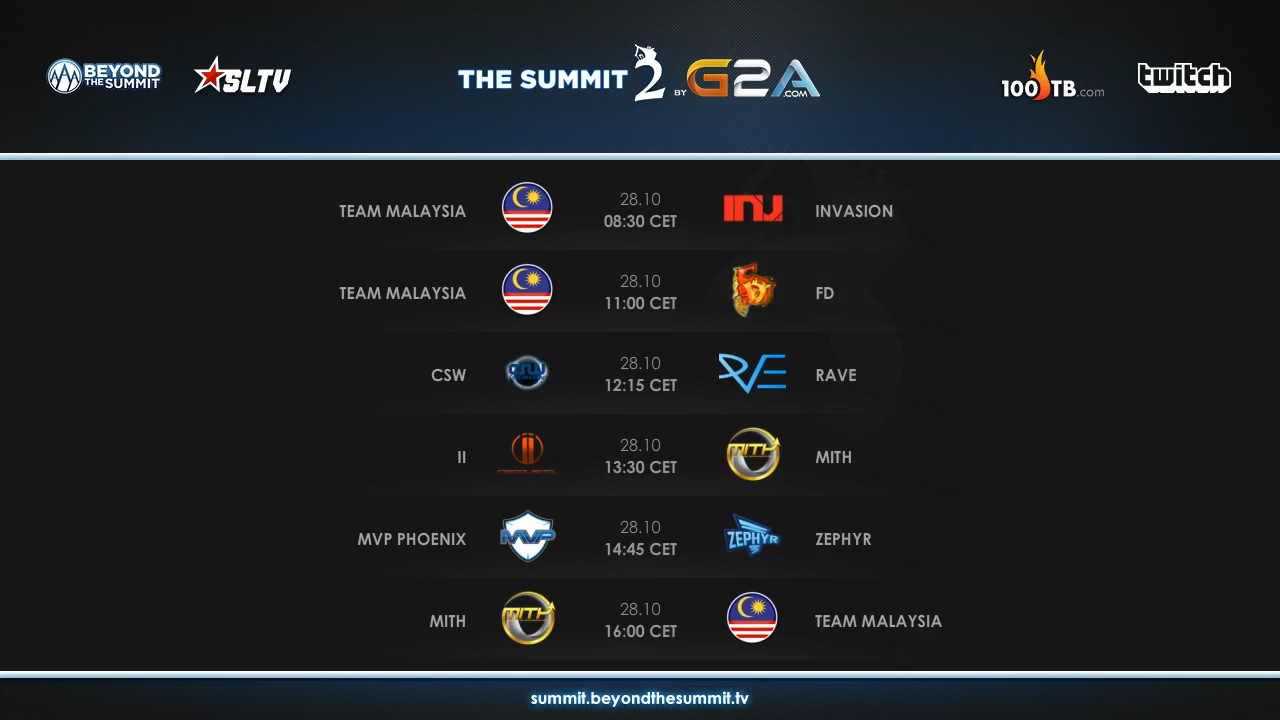 BEYOND
THE SUMMIT
SLTV
THE SUMMIT 2 BY G2A
.COM
100TB.com
twitch
TEAM MALAYSIA
28.10
08:30 CET
INVASION
TEAM MALAYSIA
28.10
11:00 CET
FD
CSW
28.10
12:15 CET
RAVE
II
28.10
13:30 CET
MITH
MITH
MVP PHOENIX
MVP
28.10
14:45 CET
ZEPHYR
ZEPHYR
MITH
MITH
28.10
16:00 CET
TEAM MALAYSIA
summit.beyondthesummit.tv